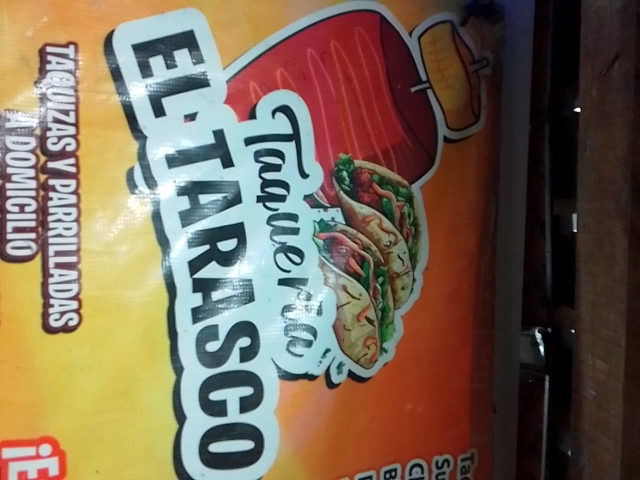 Taquería
EL TARASCO
TAQUIZAS Y PARRILLADAS
A DOMICILIO